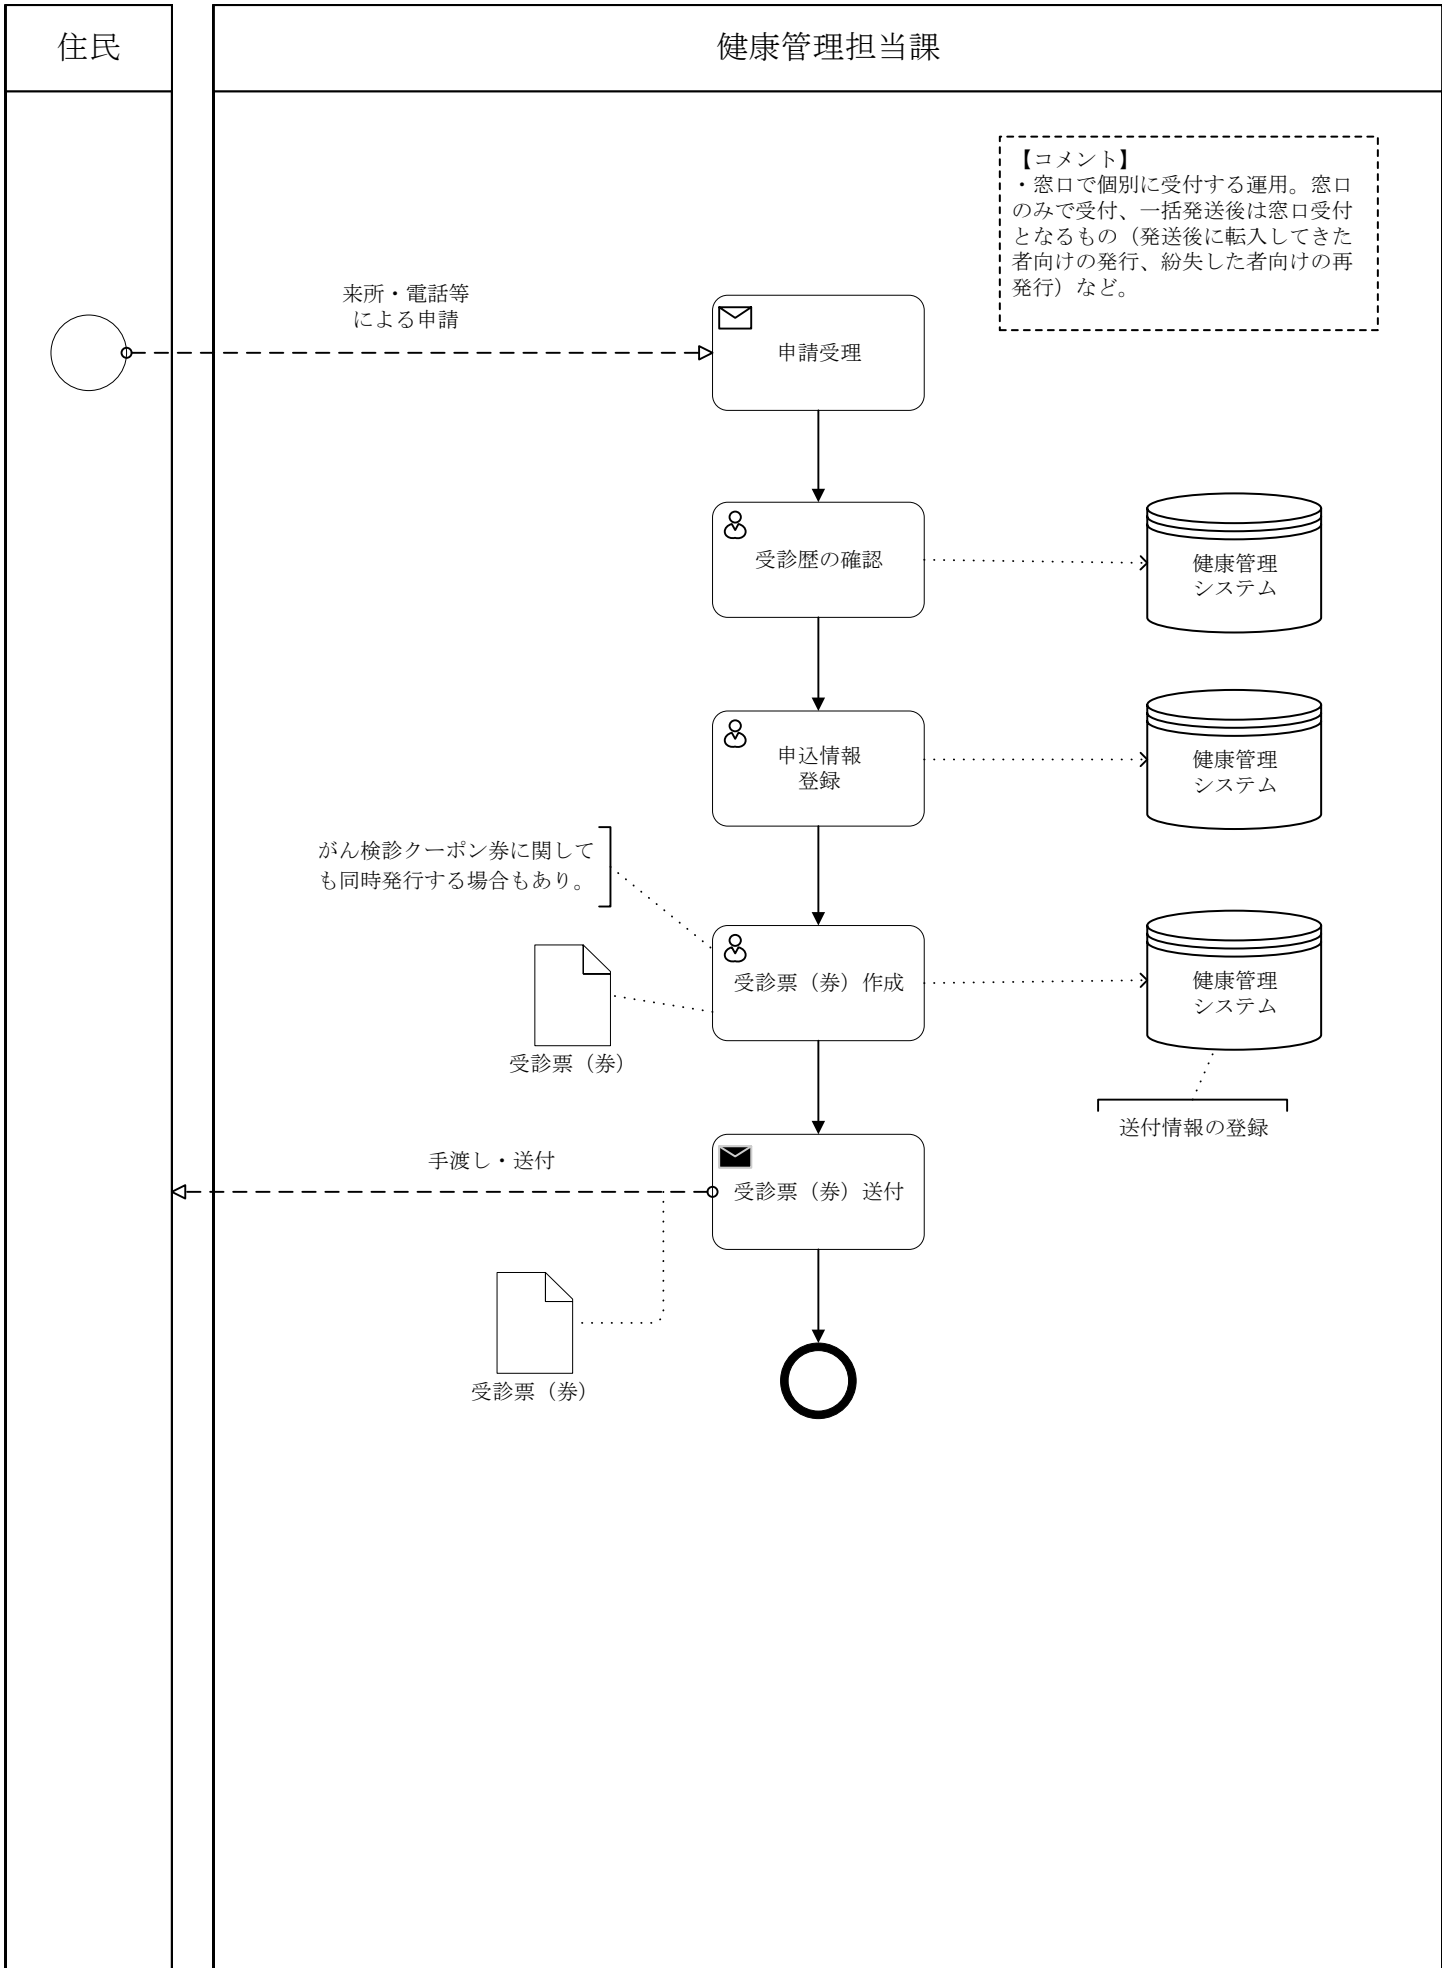 住民
健康管理担当課
【コメント】
・窓口で個別に受付する運用。窓口
のみで受付、一括発送後は窓口受付
となるもの（発送後に転入してきた
者向けの発行、紛失した者向けの再
発行）など。
来所・電話等
による申請
申請受理
受診歴の確認
健康管理
システム
申込情報
登録
健康管理
システム
がん検診クーポン券に関して
も同時発行する場合もあり。
受診票（券）作成
健康管理
システム
受診票（券）
送付情報の登録
手渡し・送付
受診票（券）送付
受診票（券）